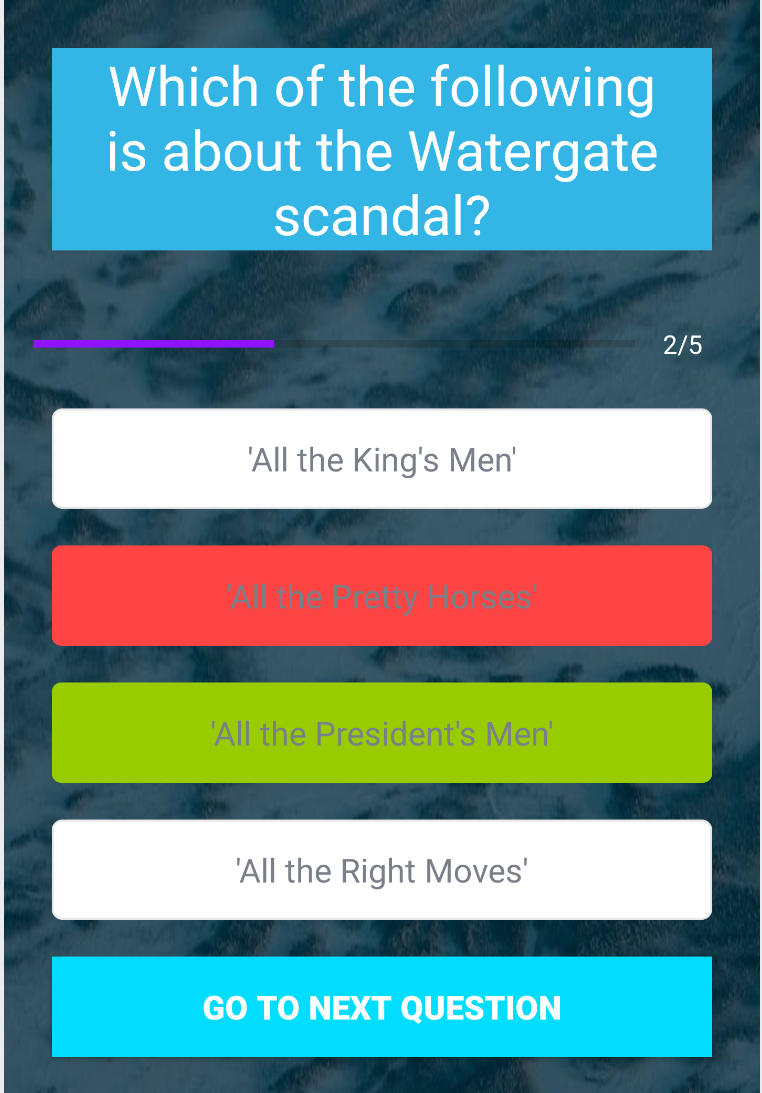 Which of the following
is about the Watergate
scandal?
2/5
'All the King's Men'
'All the Pretty Horses'
'All the President's Men'
'All the Right Moves'
GO TO NEXT QUESTION